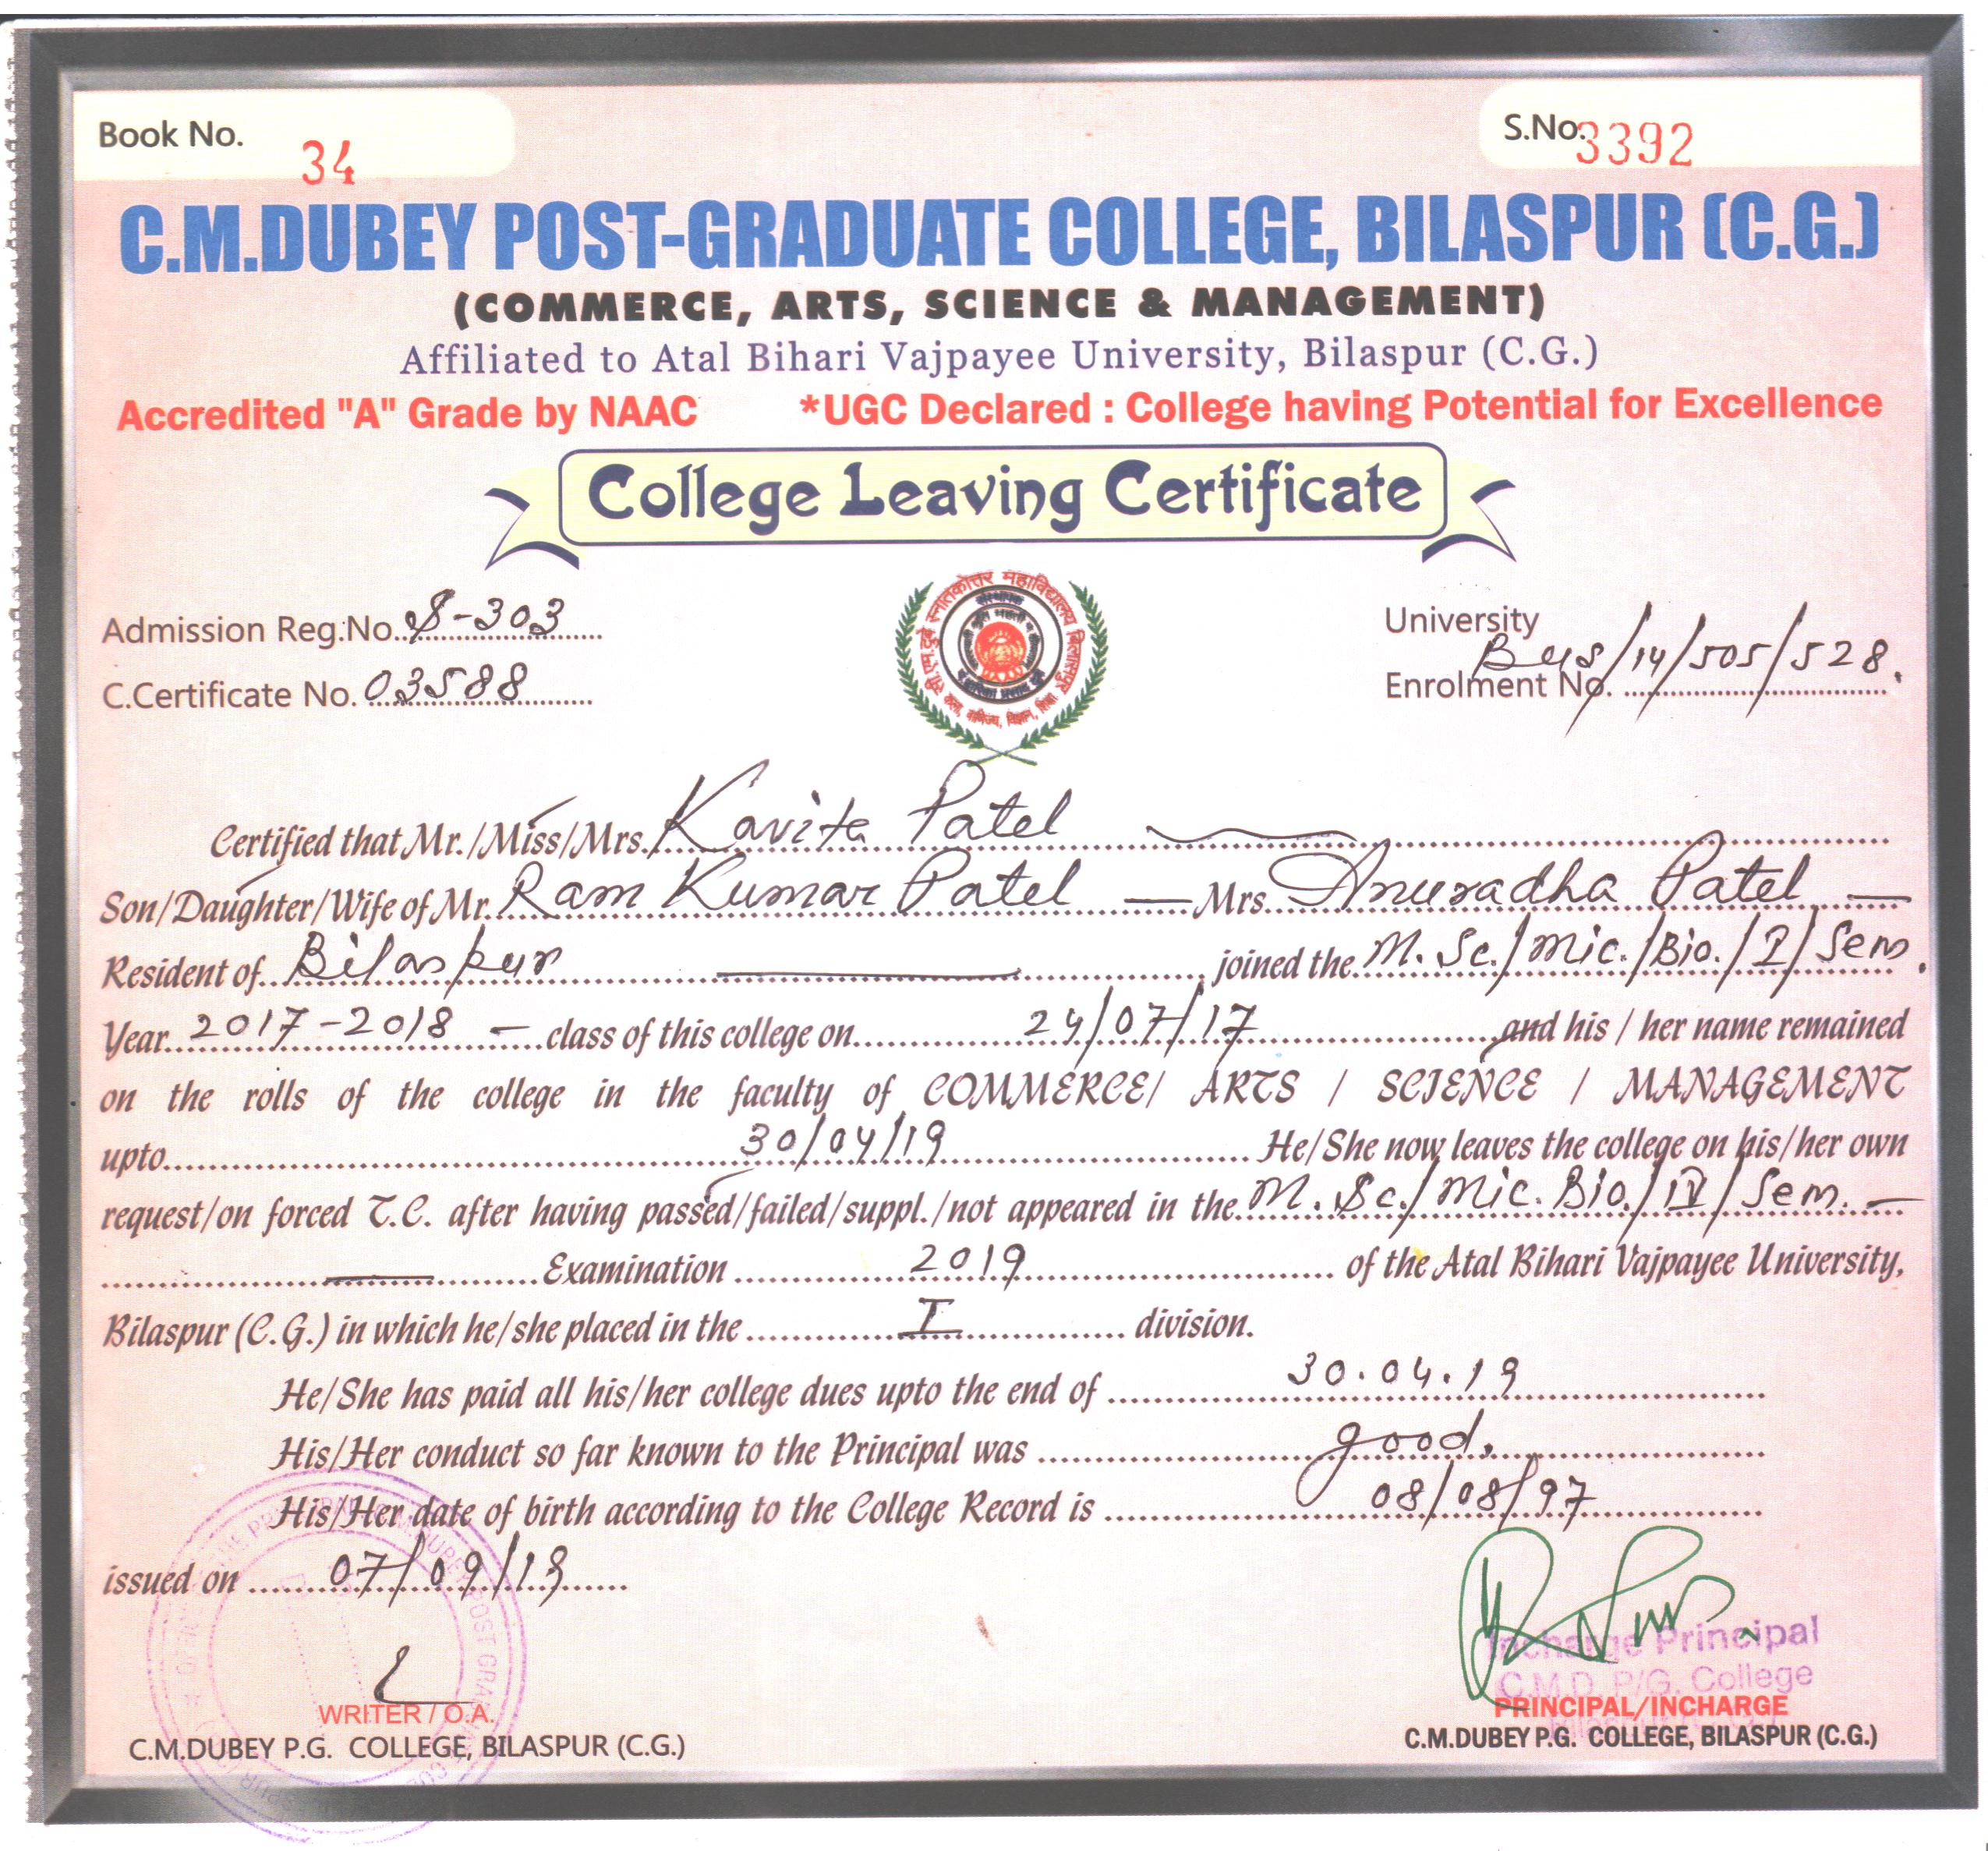 Book No. 34
S.No. 3392
C.M.DUBEY POST-GRADUATE COLLEGE, BILASPUR (C.G.)
(COMMERCE, ARTS, SCIENCE & MANAGEMENT)
Affiliated to Atal Bihari Vajpayee University, Bilaspur (C.G.)
Accredited "A" Grade by NAAC *UGC Declared : College having Potential for Excellence
College Leaving Certificate
Admission Reg.No. S-303
C.Certificate No. 03588
University
Enrolment No. /14/505/528.
सी.एम.दुबे स्नातकोत्तर महाविद्यालय बिलासपुर
कला, वाणिज्य, विज्ञान, शिक्षा
Certified that Mr./Miss/Mrs. Kavita Patel
Son/Daughter/Wife of Mr. Ram Kumar Patel — Mrs. Anuradha Patel —
Resident of Bilaspur joined the M.Sc./Mic./Bio./I/Sem.
Year 2017-2018 — class of this college on 24/07/17 and his / her name remained
on the rolls of the college in the faculty of COMMERCE/ ARTS / SCIENCE / MANAGEMENT
upto 30/04/19 He/She now leaves the college on his/her own
request/on forced T.C. after having passed/failed/suppl./not appeared in the M.Sc./Mic.Bio./IV/Sem. —
Examination 2019 of the Atal Bihari Vajpayee University,
Bilaspur (C.G.) in which he/she placed in the I division.
He/She has paid all his/her college dues upto the end of 30.04.19
His/Her conduct so far known to the Principal was good.
His/Her date of birth according to the College Record is 08/08/97
issued on 07/09/19
Incharge Principal
C.M.D. P.G. College
WRITER / O.A.
C.M.DUBEY P.G. COLLEGE, BILASPUR (C.G.)
PRINCIPAL/INCHARGE
C.M.DUBEY P.G. COLLEGE, BILASPUR (C.G.)